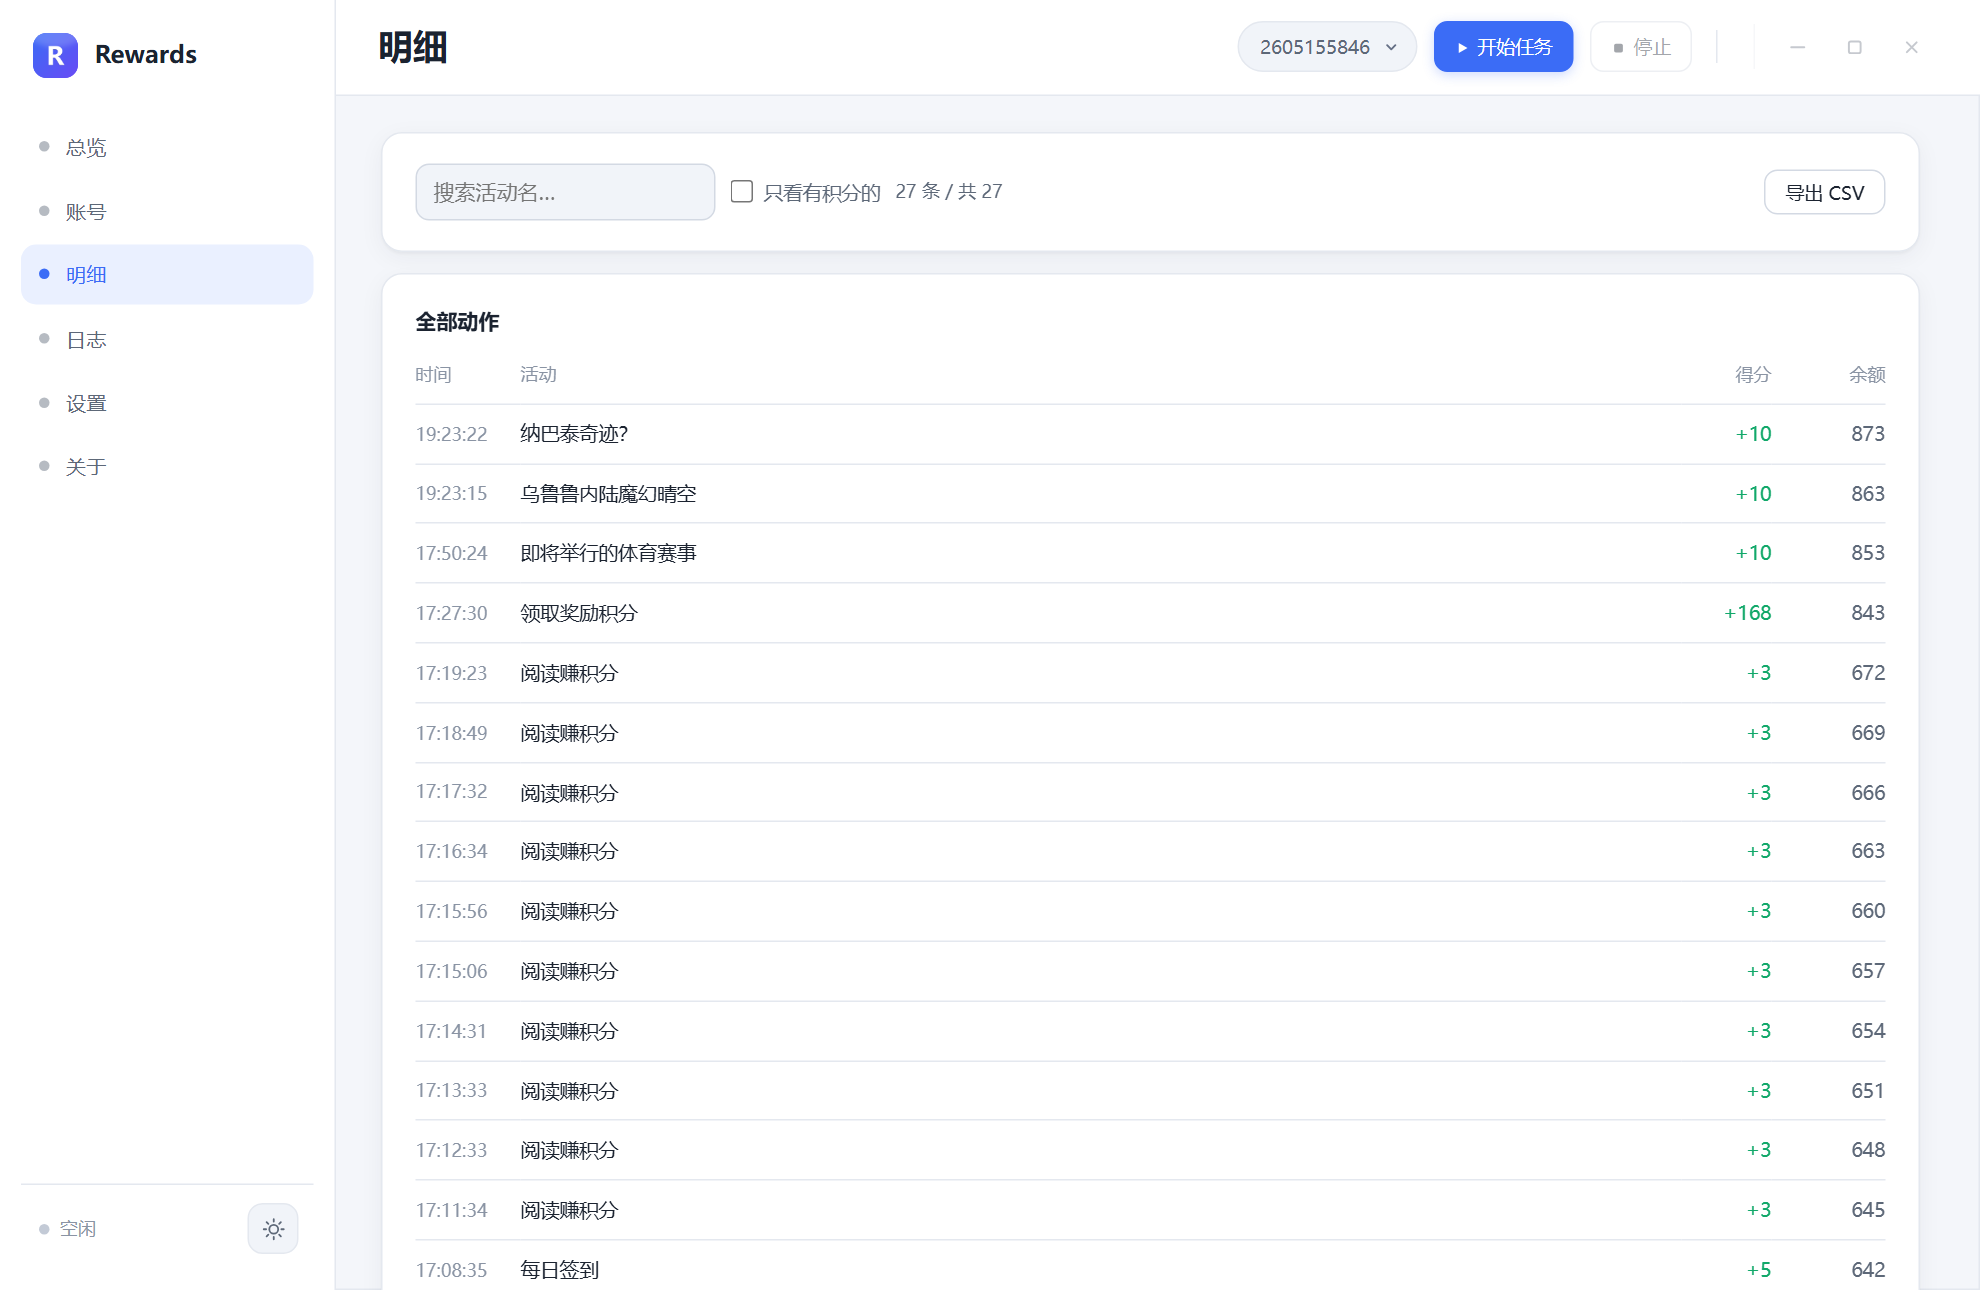 R Rewards
总览
账号
明细
日志
设置
关于
空闲
明细
2605155846
开始任务
停止
搜索活动名...
只看有积分的 27 条 / 共 27
导出 CSV
全部动作
时间 活动 得分 余额
19:23:22 纳巴泰奇迹? +10 873
19:23:15 乌鲁鲁内陆魔幻晴空 +10 863
17:50:24 即将举行的体育赛事 +10 853
17:27:30 领取奖励积分 +168 843
17:19:23 阅读赚积分 +3 672
17:18:49 阅读赚积分 +3 669
17:17:32 阅读赚积分 +3 666
17:16:34 阅读赚积分 +3 663
17:15:56 阅读赚积分 +3 660
17:15:06 阅读赚积分 +3 657
17:14:31 阅读赚积分 +3 654
17:13:33 阅读赚积分 +3 651
17:12:33 阅读赚积分 +3 648
17:11:34 阅读赚积分 +3 645
17:08:35 每日签到 +5 642